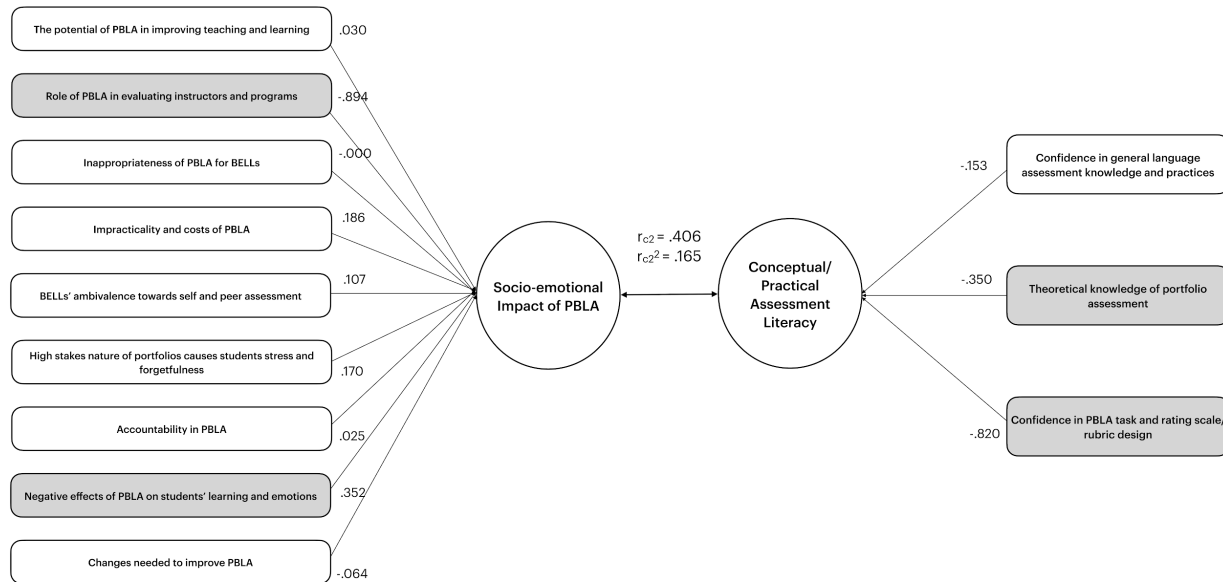 The potential of PBLA in improving teaching and learning
.030
Role of PBLA in evaluating instructors and programs
-.894
Inappropriateness of PBLA for BELLs
-.000
Impracticality and costs of PBLA
.186
BELLs’ ambivalence towards self and peer assessment
.107
High stakes nature of portfolios causes students stress and
forgetfulness
.170
Accountability in PBLA
.025
Negative effects of PBLA on students’ learning and emotions
.352
Changes needed to improve PBLA
-.064
Socio-emotional
Impact of PBLA
rc2 = .406
rc2² = .165
Conceptual/
Practical
Assessment
Literacy
-.153
Confidence in general language
assessment knowledge and practices
-.350
Theoretical knowledge of portfolio
assessment
-.820
Confidence in PBLA task and rating scale/
rubric design